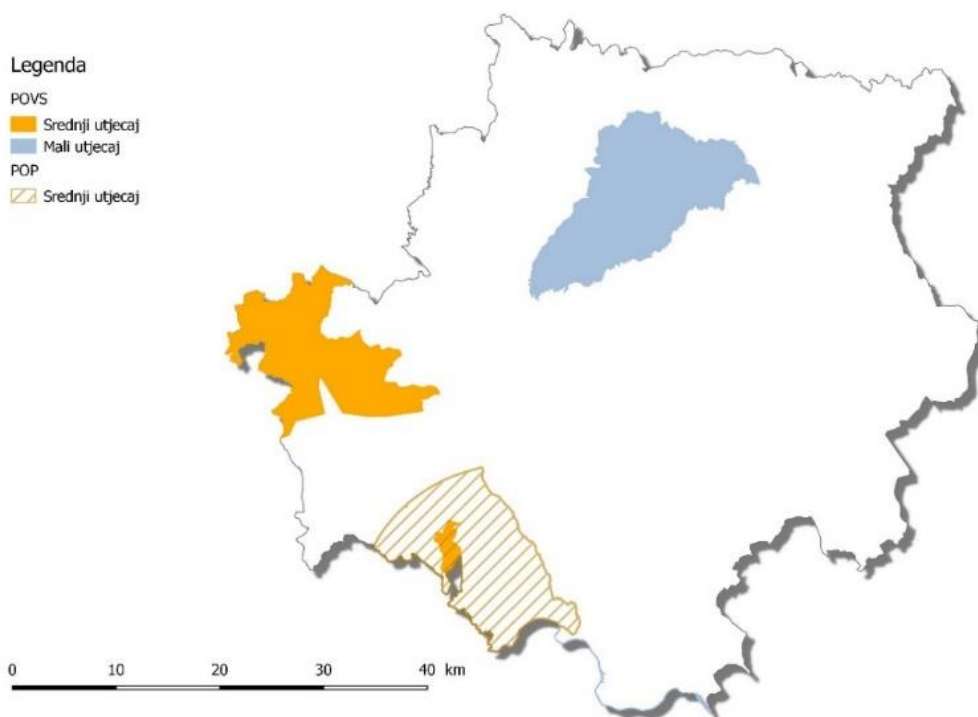 Legenda
POVS
Srednji utjecaj
Mali utjecaj
POP
Srednji utjecaj
0 10 20 30 40 km